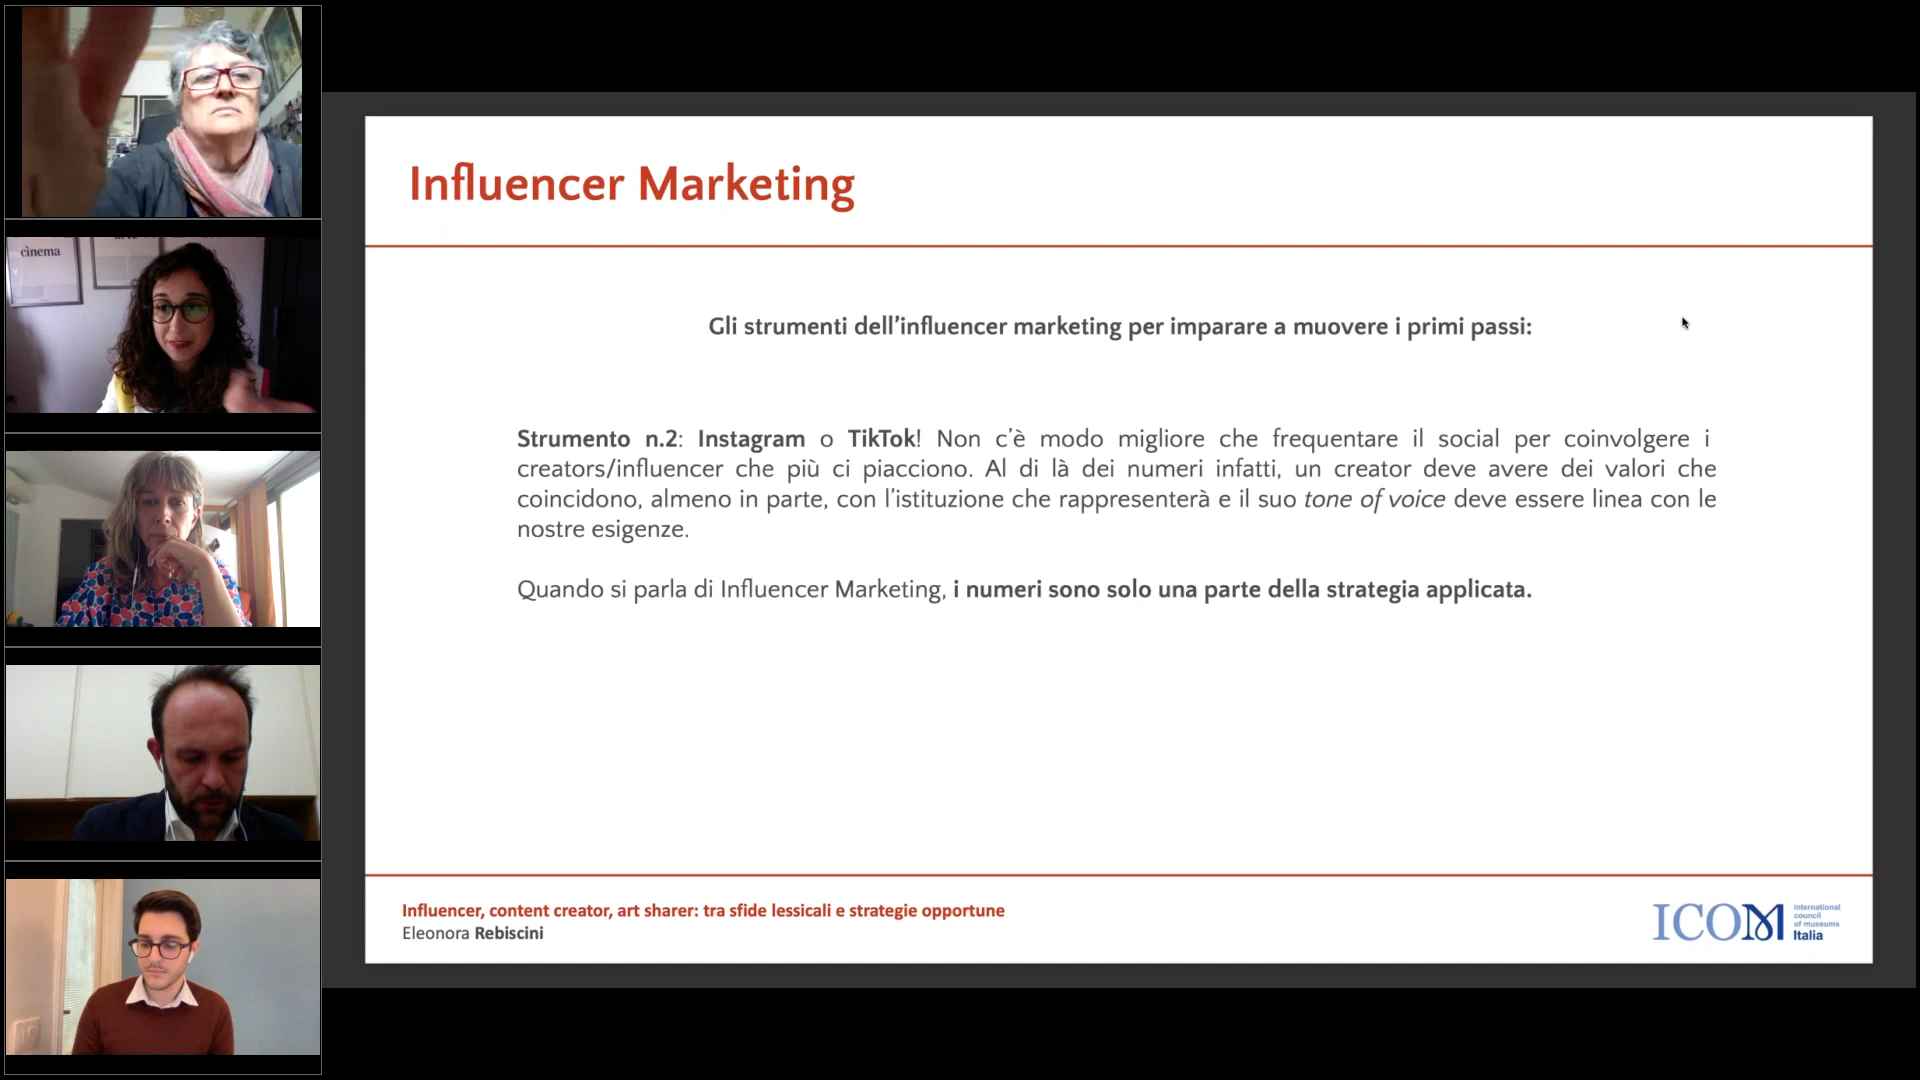 cinema
Influencer Marketing
Gli strumenti dell'influencer marketing per imparare a muovere i primi passi:
Strumento n.2: Instagram o TikTok! Non c'è modo migliore che frequentare il social per coinvolgere i
creators/influencer che più ci piacciono. Al di là dei numeri infatti, un creator deve avere dei valori che
coincidono, almeno in parte, con l'istituzione che rappresenterà e il suo tone of voice deve essere linea con le
nostre esigenze.
Quando si parla di Influencer Marketing, i numeri sono solo una parte della strategia applicata.
Influencer, content creator, art sharer: tra sfide lessicali e strategie opportune
Eleonora Rebiscini
ICOM
international
council
of museums
Italia